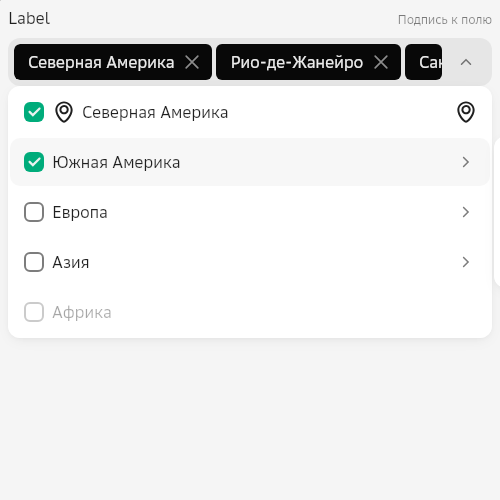 Label Подпись к полю
Северная Америка Рио-де-Жанейро
Северная Америка
Южная Америка
Европа
Азия
Африка